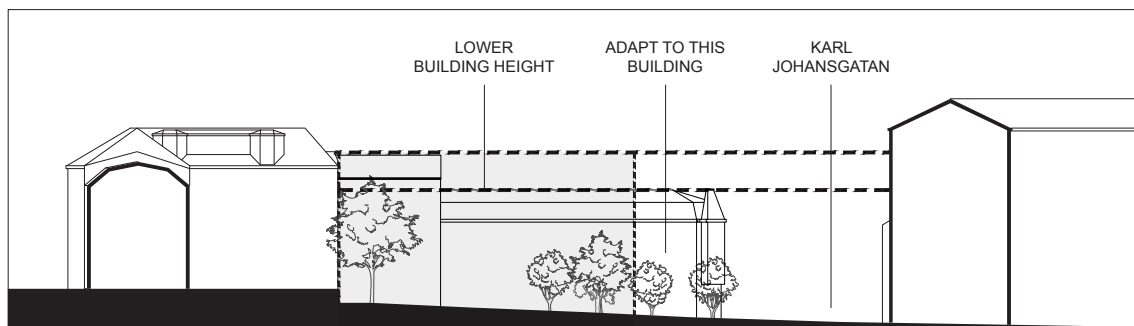 LOWER
BUILDING HEIGHT
ADAPT TO THIS
BUILDING
KARL
JOHANSGATAN